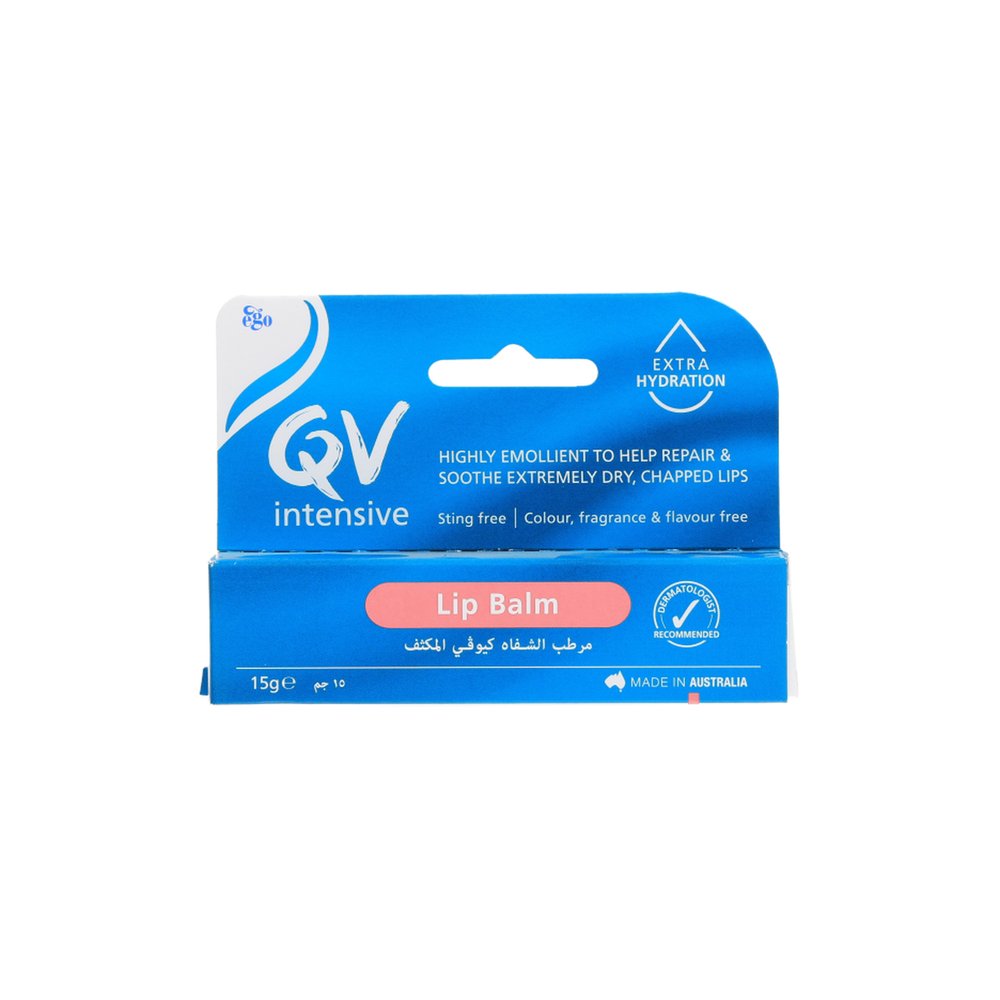 ego
EXTRA
HYDRATION
QV
intensive
HIGHLY EMOLLIENT TO HELP REPAIR &
SOOTHE EXTREMELY DRY, CHAPPED LIPS
Sting free | Colour, fragrance & flavour free
Lip Balm
مرطب الشفاه كيوڤي المكثف
DERMATOLOGIST
RECOMMENDED
15g℮ ١٥ جم
MADE IN AUSTRALIA